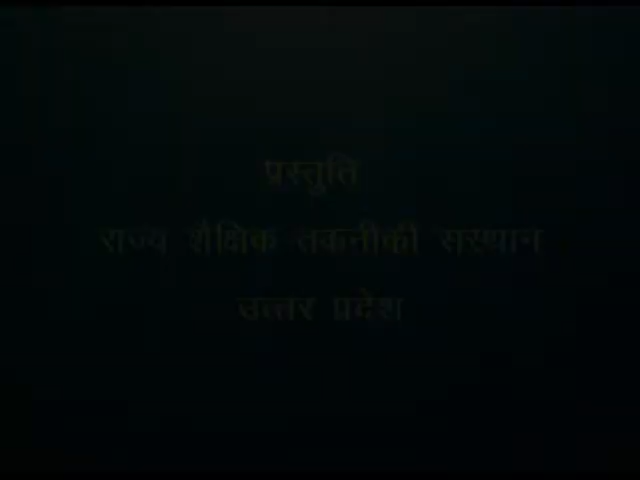 प्रस्तुति
राज्य शैक्षिक तकनीकी संस्थान
उत्तर प्रदेश